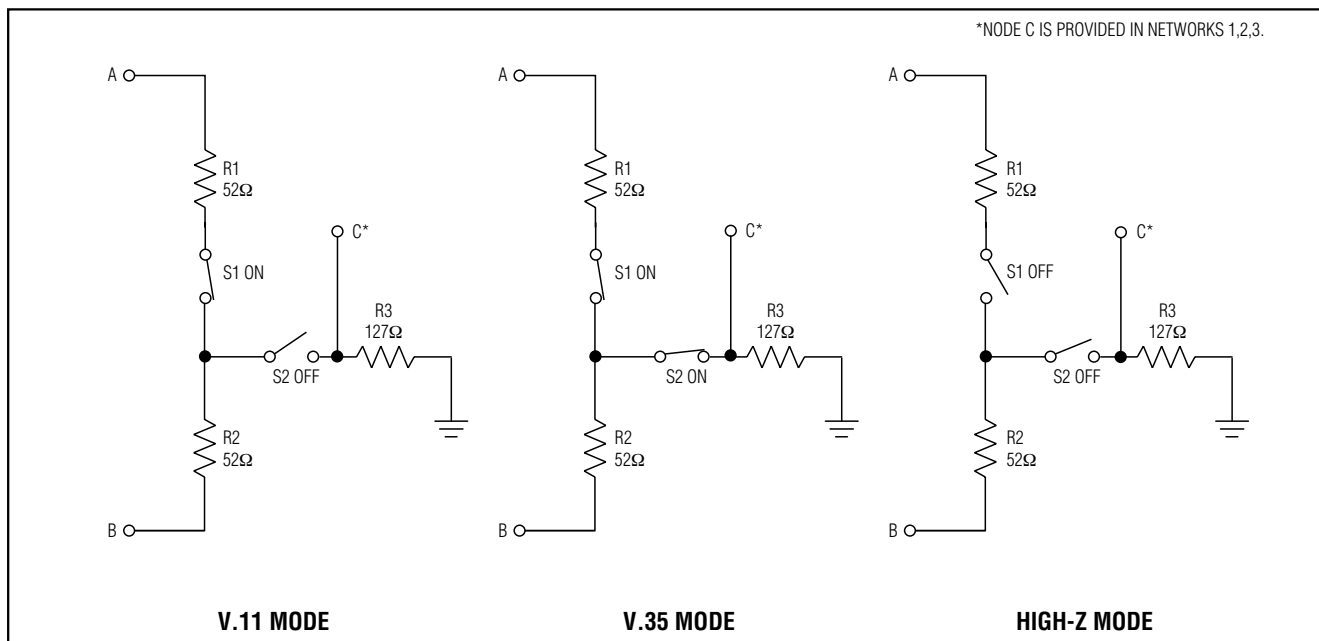 *NODE C IS PROVIDED IN NETWORKS 1,2,3.
A
R1
52Ω
C*
S1 ON
R3
127Ω
S2 OFF
R2
52Ω
B
V.11 MODE
A
R1
52Ω
C*
S1 ON
R3
127Ω
S2 ON
R2
52Ω
B
V.35 MODE
A
R1
52Ω
C*
S1 OFF
R3
127Ω
S2 OFF
R2
52Ω
B
HIGH-Z MODE